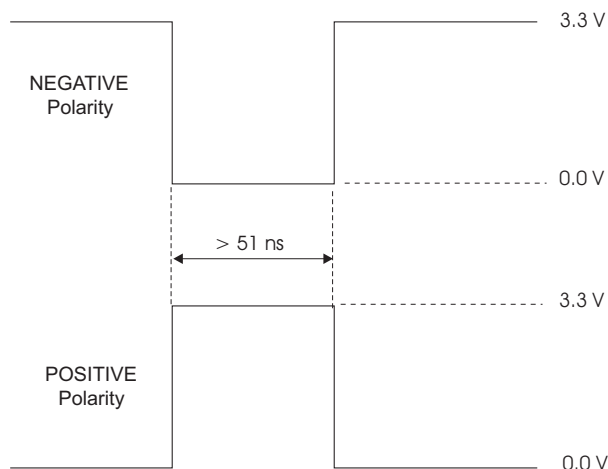 3.3 V
NEGATIVE
Polarity
0.0 V
> 51 ns
3.3 V
POSITIVE
Polarity
0.0 V